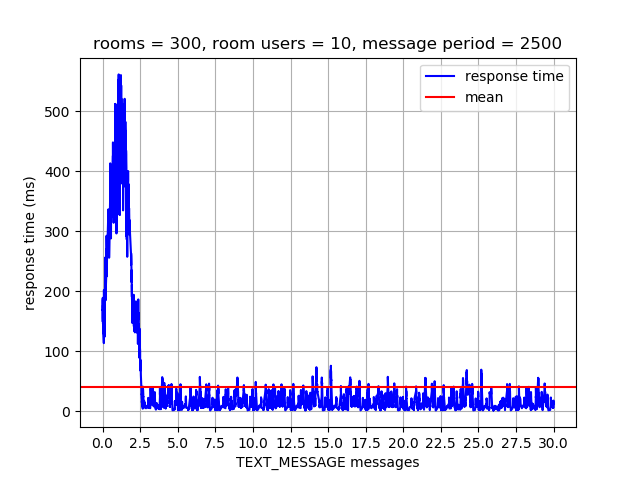 rooms = 300, room users = 10, message period = 2500
response time
mean
response time (ms)
500
400
300
200
100
0
0.0 2.5 5.0 7.5 10.0 12.5 15.0 17.5 20.0 22.5 25.0 27.5 30.0
TEXT_MESSAGE messages